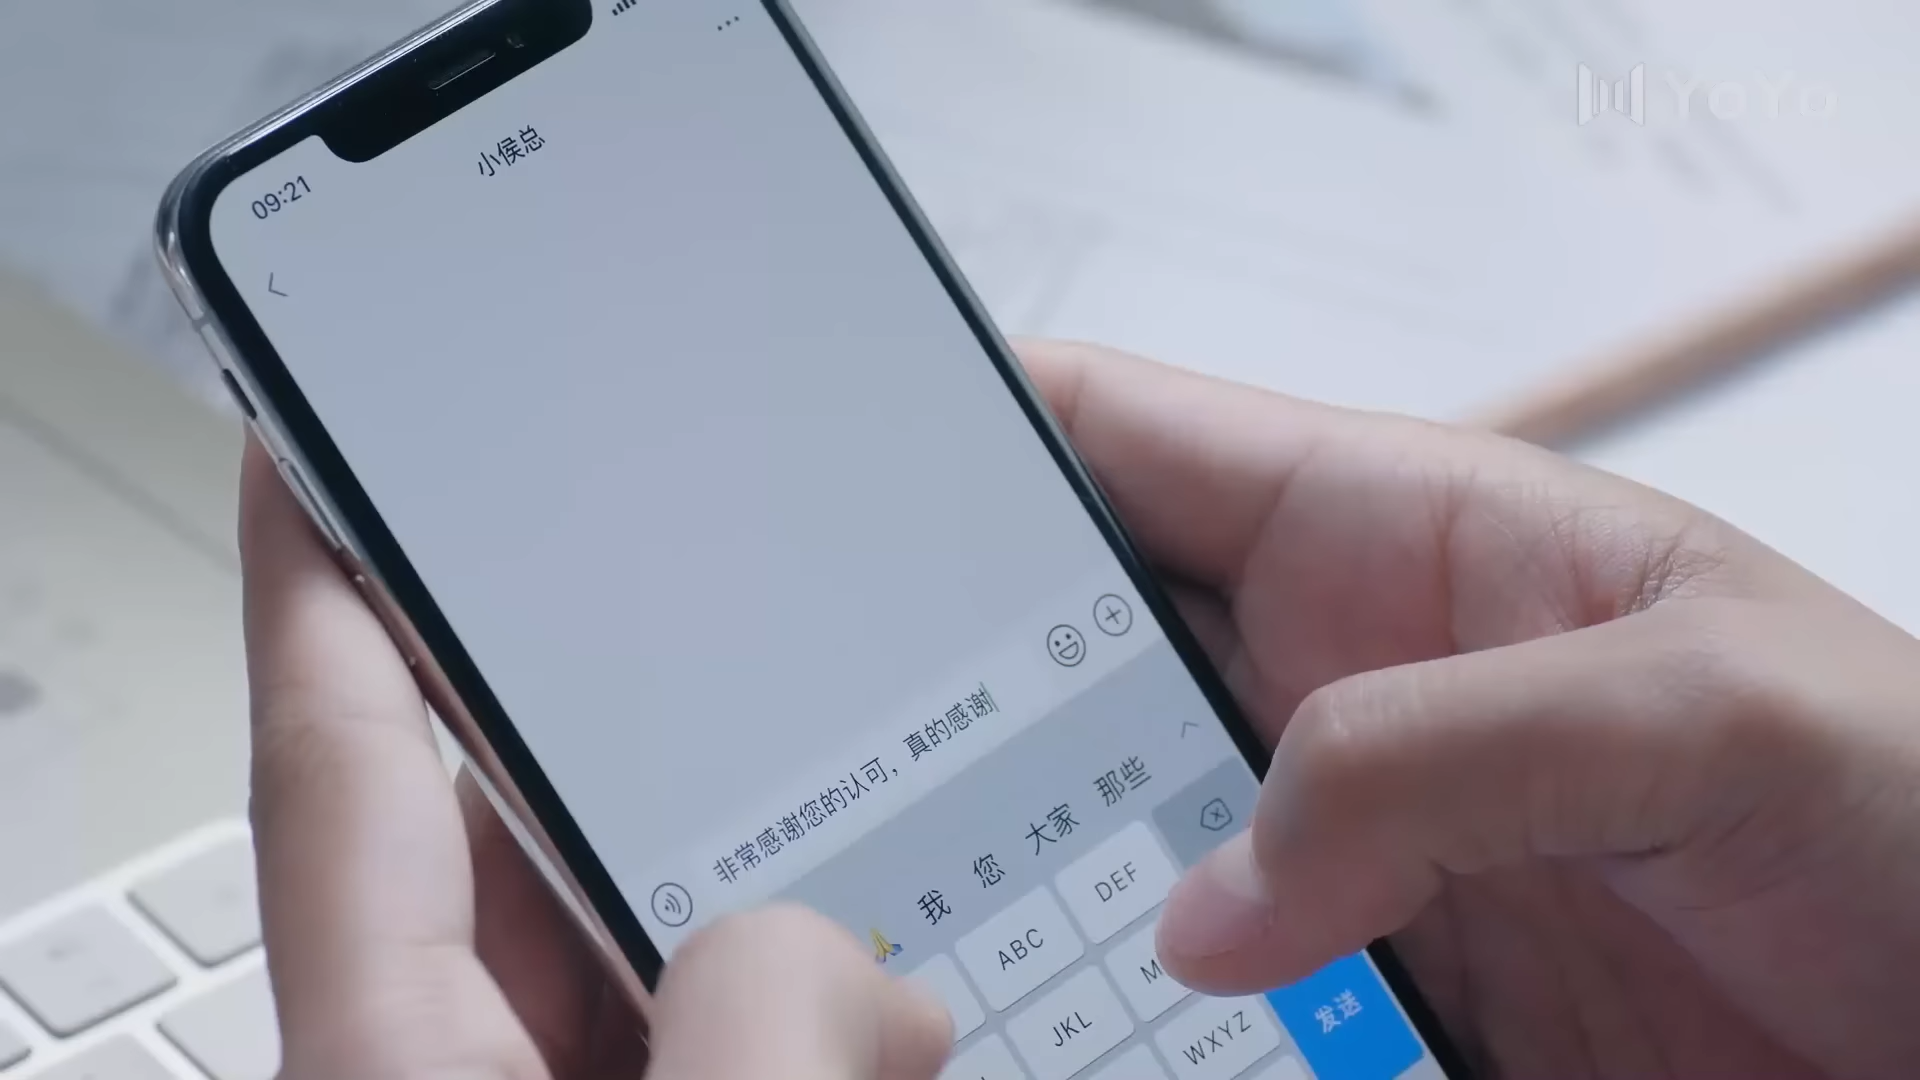 YoYo
小侯总
09:21
非常感谢您的认可，真的感谢
我 您 大家 那些
ABC DEF
JKL M
WXYZ 发送